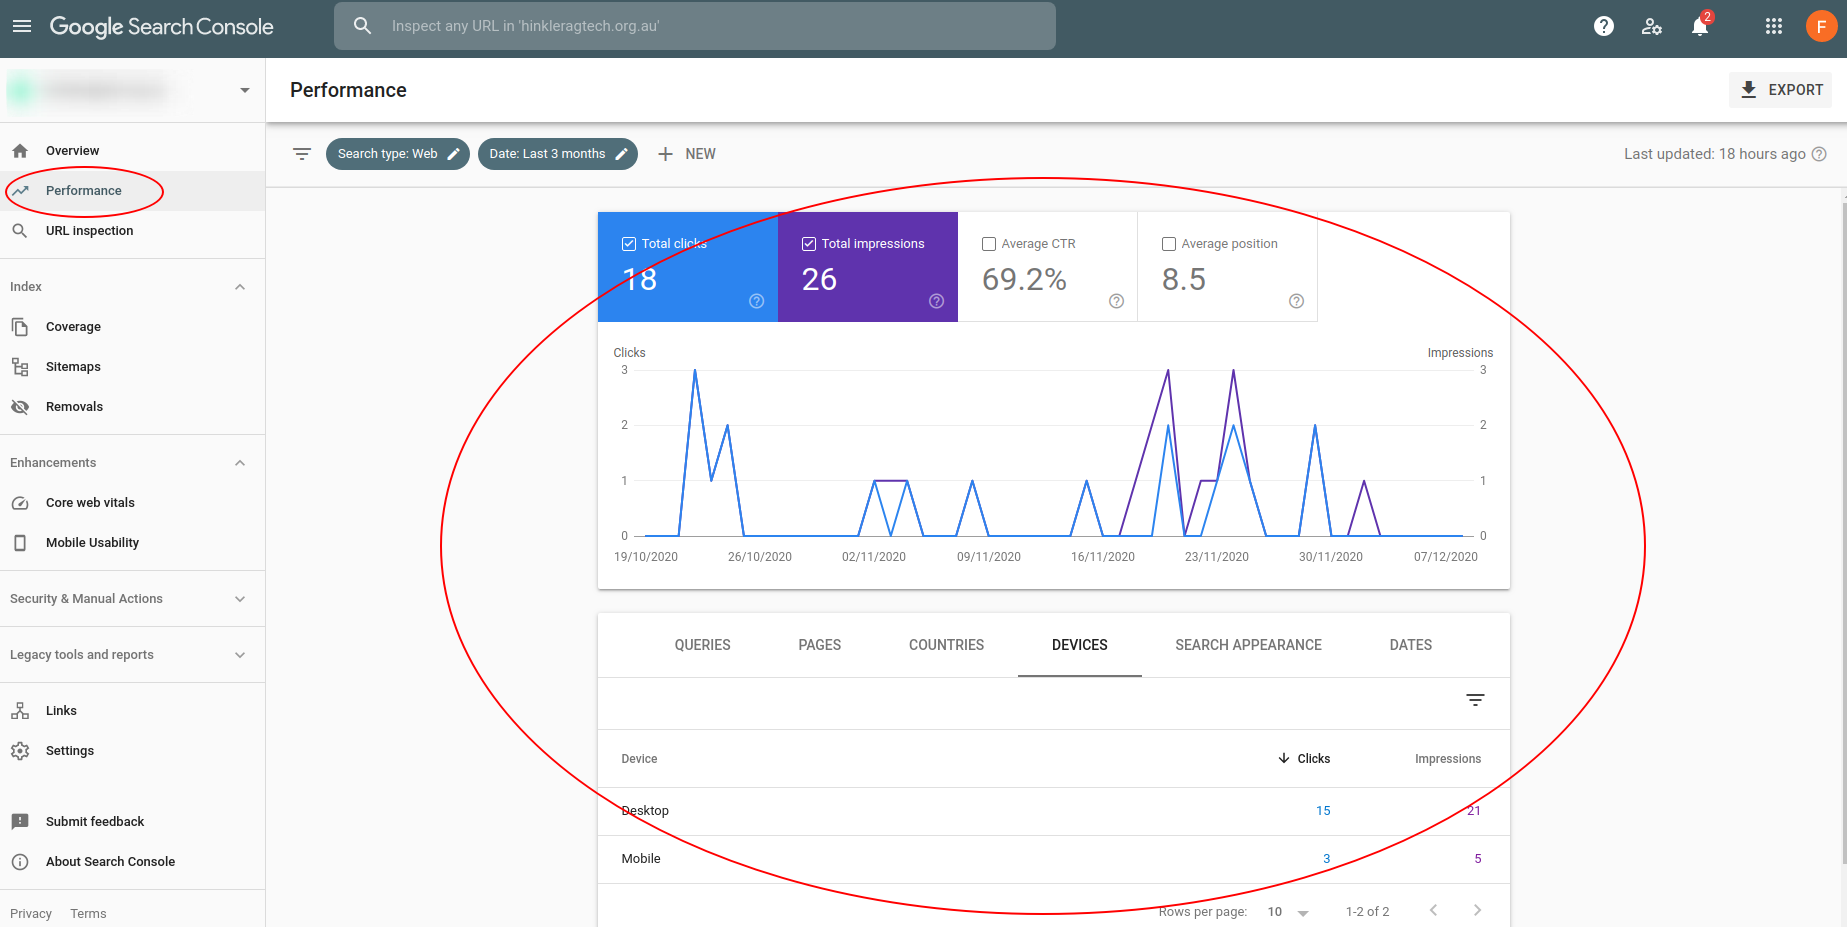 Google Search Console
Inspect any URL in 'hinkleragtech.org.au'
2
F
Performance
EXPORT
Overview
Performance
URL inspection
Index
Coverage
Sitemaps
Removals
Enhancements
Core web vitals
Mobile Usability
Security & Manual Actions
Legacy tools and reports
Links
Settings
Submit feedback
About Search Console
Privacy Terms
Search type: Web
Date: Last 3 months
NEW
Last updated: 18 hours ago
Total clicks
18
Total impressions
26
Average CTR
69.2%
Average position
8.5
Clicks
Impressions
3 3
2 2
1 1
0 0
19/10/2020 26/10/2020 02/11/2020 09/11/2020 16/11/2020 23/11/2020 30/11/2020 07/12/2020
QUERIES PAGES COUNTRIES DEVICES SEARCH APPEARANCE DATES
Device Clicks Impressions
Desktop 15 21
Mobile 3 5
Rows per page: 10 1-2 of 2